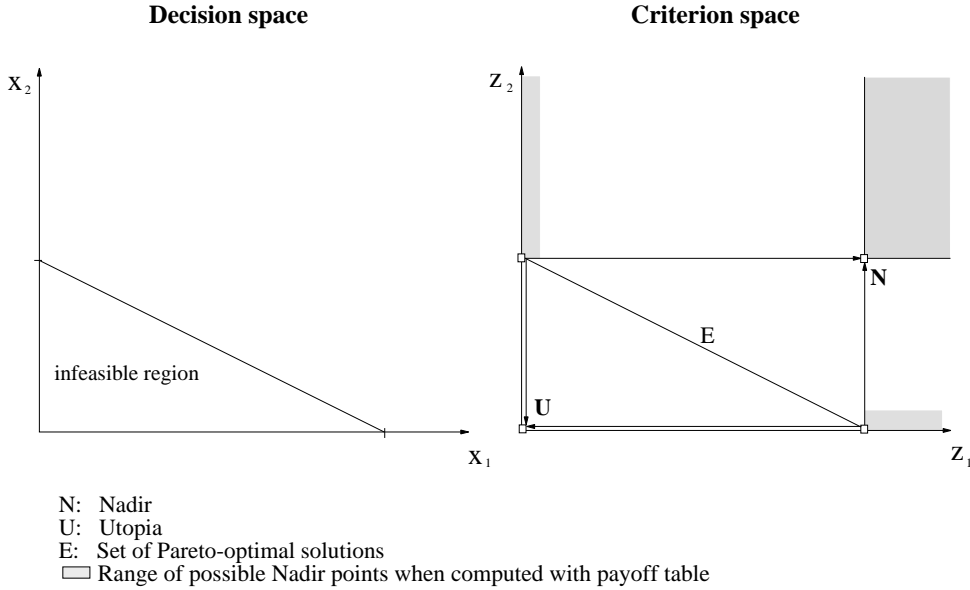 Decision space
Criterion space
X₂
infeasible region
X₁
Z₂
N
E
U
Z₁
N: Nadir
U: Utopia
E: Set of Pareto-optimal solutions
Range of possible Nadir points when computed with payoff table